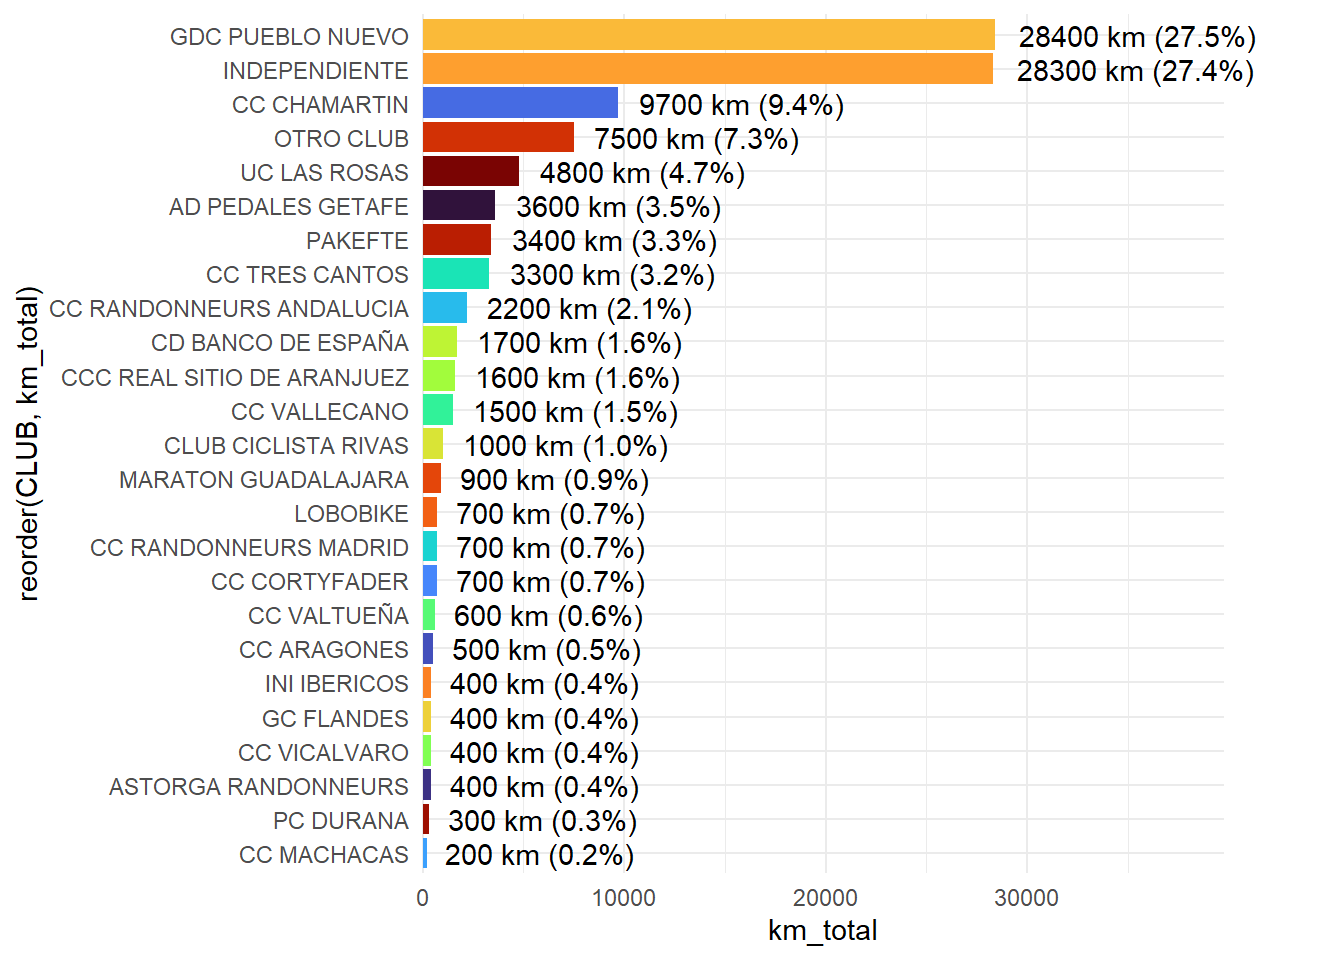 GDC PUEBLO NUEVO 28400 km (27.5%)
INDEPENDIENTE 28300 km (27.4%)
CC CHAMARTIN 9700 km (9.4%)
OTRO CLUB 7500 km (7.3%)
UC LAS ROSAS 4800 km (4.7%)
AD PEDALES GETAFE 3600 km (3.5%)
PAKEFTE 3400 km (3.3%)
CC TRES CANTOS 3300 km (3.2%)
CC RANDONNEURS ANDALUCIA 2200 km (2.1%)
CD BANCO DE ESPAÑA 1700 km (1.6%)
CCC REAL SITIO DE ARANJUEZ 1600 km (1.6%)
CC VALLECANO 1500 km (1.5%)
CLUB CICLISTA RIVAS 1000 km (1.0%)
MARATON GUADALAJARA 900 km (0.9%)
LOBOBIKE 700 km (0.7%)
CC RANDONNEURS MADRID 700 km (0.7%)
CC CORTYFADER 700 km (0.7%)
CC VALTUEÑA 600 km (0.6%)
CC ARAGONES 500 km (0.5%)
INI IBERICOS 400 km (0.4%)
GC FLANDES 400 km (0.4%)
CC VICALVARO 400 km (0.4%)
ASTORGA RANDONNEURS 400 km (0.4%)
PC DURANA 300 km (0.3%)
CC MACHACAS 200 km (0.2%)
0 10000 20000 30000
km_total
reorder(CLUB, km_total)